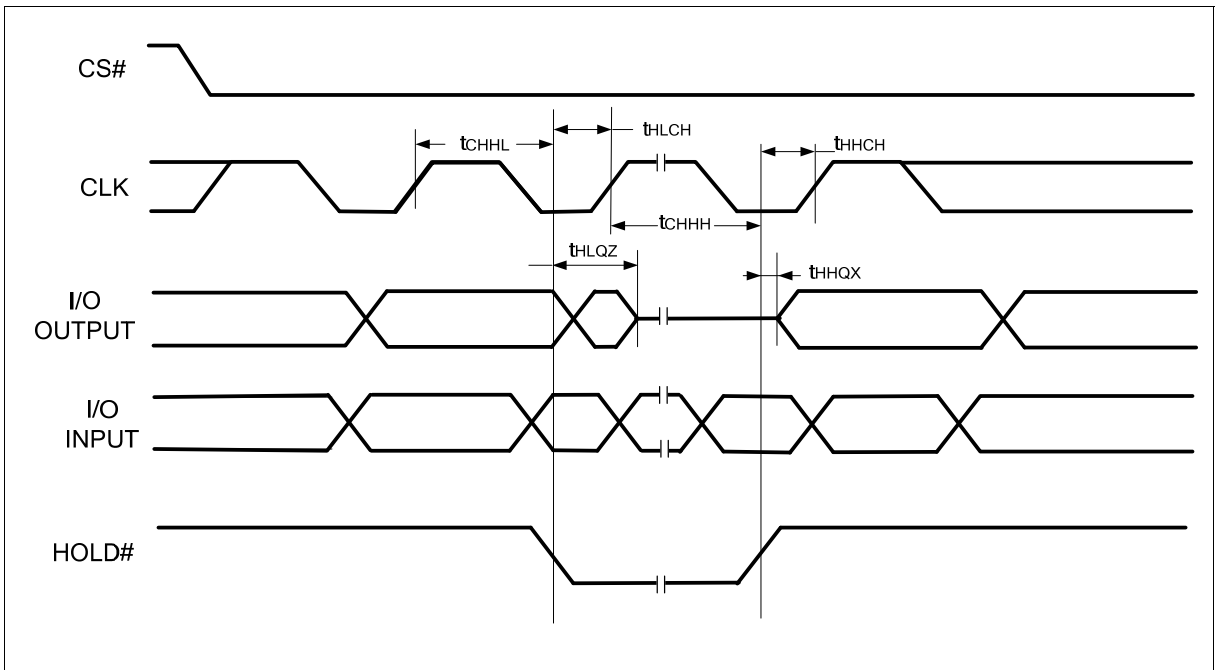 CS#
tHLCH
tCHHL
tHHCH
CLK
tCHHH
tHLQZ
tHHQX
I/O
OUTPUT
I/O
INPUT
HOLD#